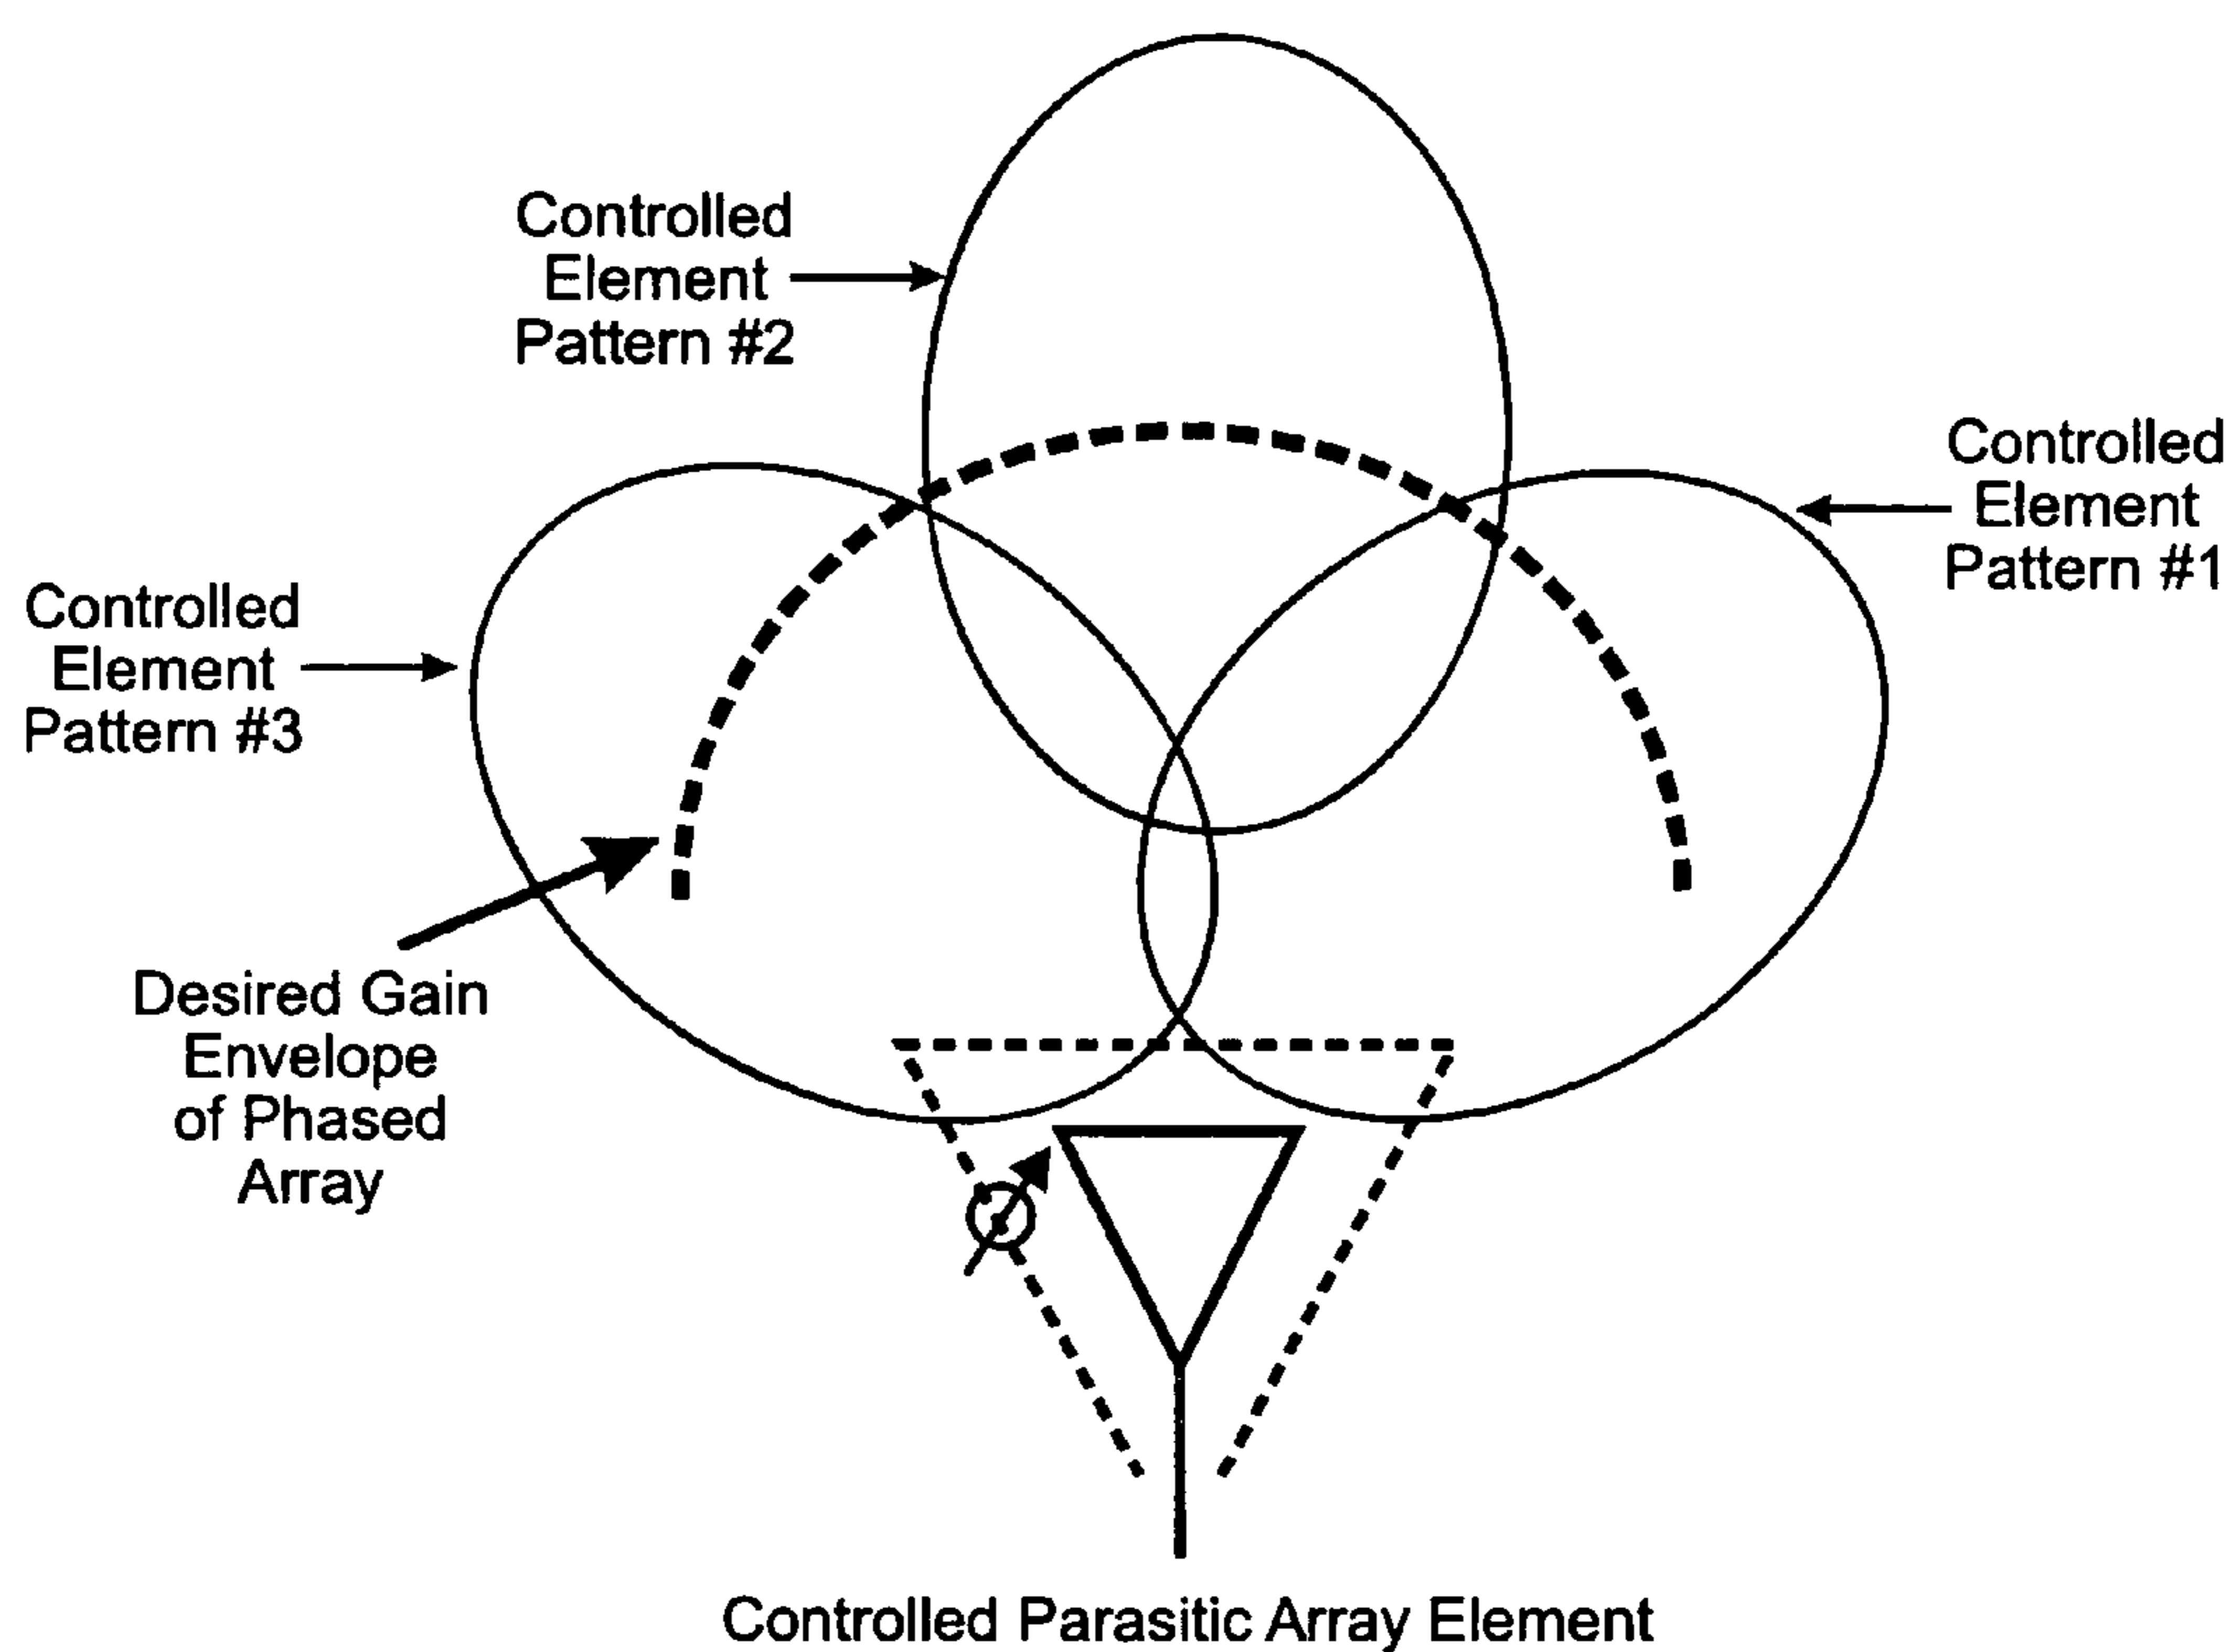 Controlled
Element
Pattern #2
Controlled
Element
Pattern #1
Controlled
Element
Pattern #3
Desired Gain
Envelope
of Phased
Array
Controlled Parasitic Array Element